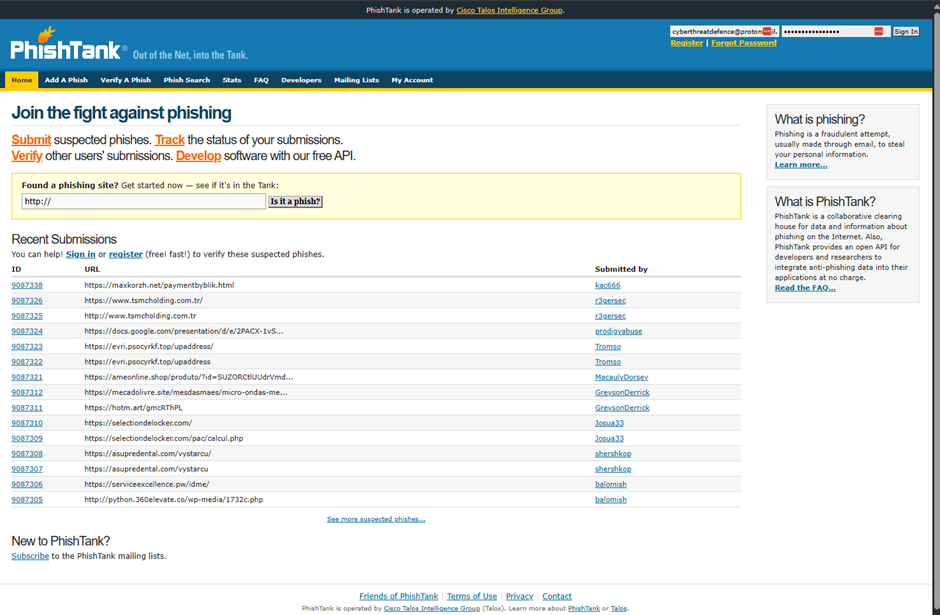 PhishTank is operated by Cisco Talos Intelligence Group.
PhishTank® Out of the Net, into the Tank.
cyberthreatdefence@proton il. •••••••••••••••• Sign In
Register | Forgot Password
Home Add A Phish Verify A Phish Phish Search Stats FAQ Developers Mailing Lists My Account
Join the fight against phishing
Submit suspected phishes. Track the status of your submissions.
Verify other users' submissions. Develop software with our free API.
Found a phishing site? Get started now — see if it's in the Tank:
http:// Is it a phish?
Recent Submissions
You can help! Sign in or register (free! fast!) to verify these suspected phishes.
ID URL Submitted by
9087338 https://maxkorzh.net/paymentbyblik.html kac666
9087326 https://www.tsmcholding.com.tr/ r3gersec
9087325 http://www.tsmcholding.com.tr r3gersec
9087324 https://docs.google.com/presentation/d/e/2PACX-1vS... prodigyabuse
9087323 https://evri.psocyrkf.top/upaddress/ Tromso
9087322 https://evri.psocyrkf.top/upaddress Tromso
9087321 https://ameonline.shop/produto/?id=SUZORCtlUUdrVmd... MacaulyDorsey
9087312 https://mecadolivre.site/mesdasmaes/micro-ondas-me... GreysonDerrick
9087311 https://hotm.art/gmcRThPL GreysonDerrick
9087310 https://selectiondelocker.com/ Josua33
9087309 https://selectiondelocker.com/pac/calcul.php Josua33
9087308 https://asupredental.com/vystarcu/ shershkop
9087307 https://asupredental.com/vystarcu shershkop
9087306 https://serviceexcellence.pw/idme/ balomish
9087305 http://python.360elevate.co/wp-media/1732c.php balomish
See more suspected phishes...
New to PhishTank?
Subscribe to the PhishTank mailing lists.
What is phishing?
Phishing is a fraudulent attempt,
usually made through email, to steal
your personal information.
Learn more...
What is PhishTank?
PhishTank is a collaborative clearing
house for data and information about
phishing on the Internet. Also,
PhishTank provides an open API for
developers and researchers to
integrate anti-phishing data into their
applications at no charge.
Read the FAQ...
Friends of PhishTank | Terms of Use | Privacy | Contact
PhishTank is operated by Cisco Talos Intelligence Group (Talos). Learn more about PhishTank or Talos.